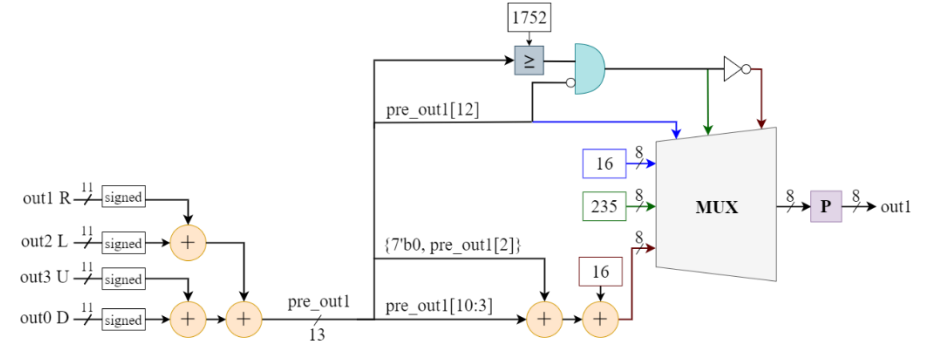 1752
≥
pre_out1[12]
16
8
235
8
MUX
8
P
8
out1
8
out1 R
11
signed
out2 L
11
signed
out3 U
11
signed
out0 D
11
signed
+
+
+
+
pre_out1
13
{7'b0, pre_out1[2]}
pre_out1[10:3]
16
+
+